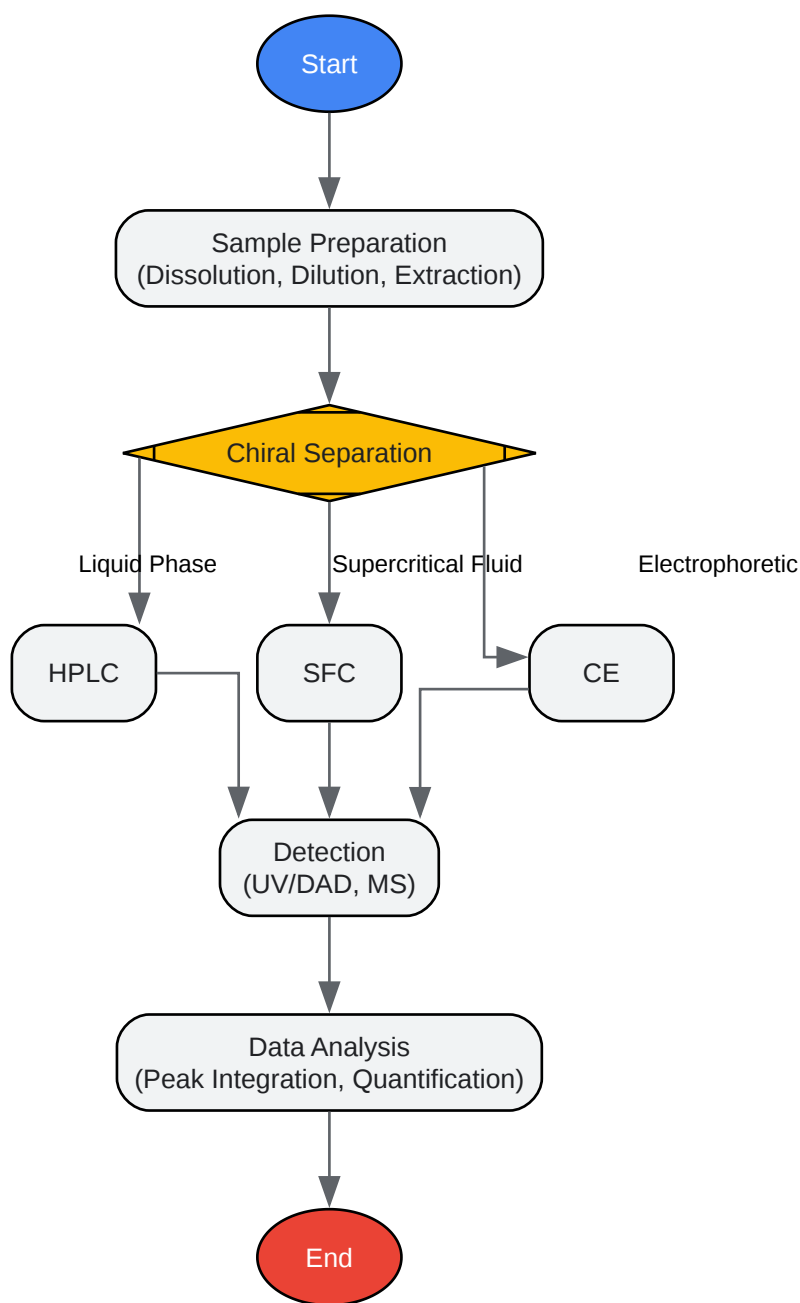 Start
Sample Preparation
(Dissolution, Dilution, Extraction)
Chiral Separation
Liquid Phase
Supercritical Fluid
Electrophoretic
HPLC
SFC
CE
Detection
(UV/DAD, MS)
Data Analysis
(Peak Integration, Quantification)
End